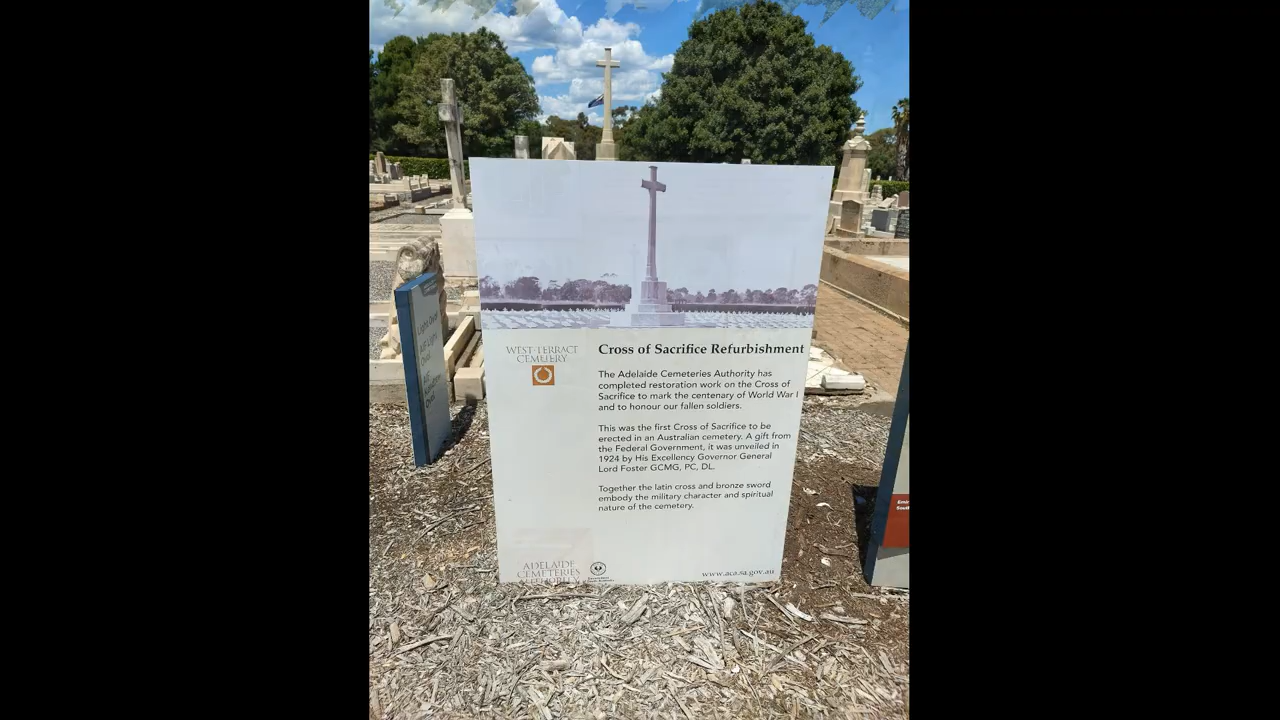 WEST TERRACE
CEMETERY
Cross of Sacrifice Refurbishment
The Adelaide Cemeteries Authority has
completed restoration work on the Cross of
Sacrifice to mark the centenary of World War I
and to honour our fallen soldiers.
This was the first Cross of Sacrifice to be
erected in an Australian cemetery. A gift from
the Federal Government, it was unveiled in
1924 by His Excellency Governor General
Lord Foster GCMG, PC, DL.
Together the latin cross and bronze sword
embody the military character and spiritual
nature of the cemetery.
ADELAIDE
CEMETERIES
AUTHORITY
www.aca.sa.gov.au
Light Oval